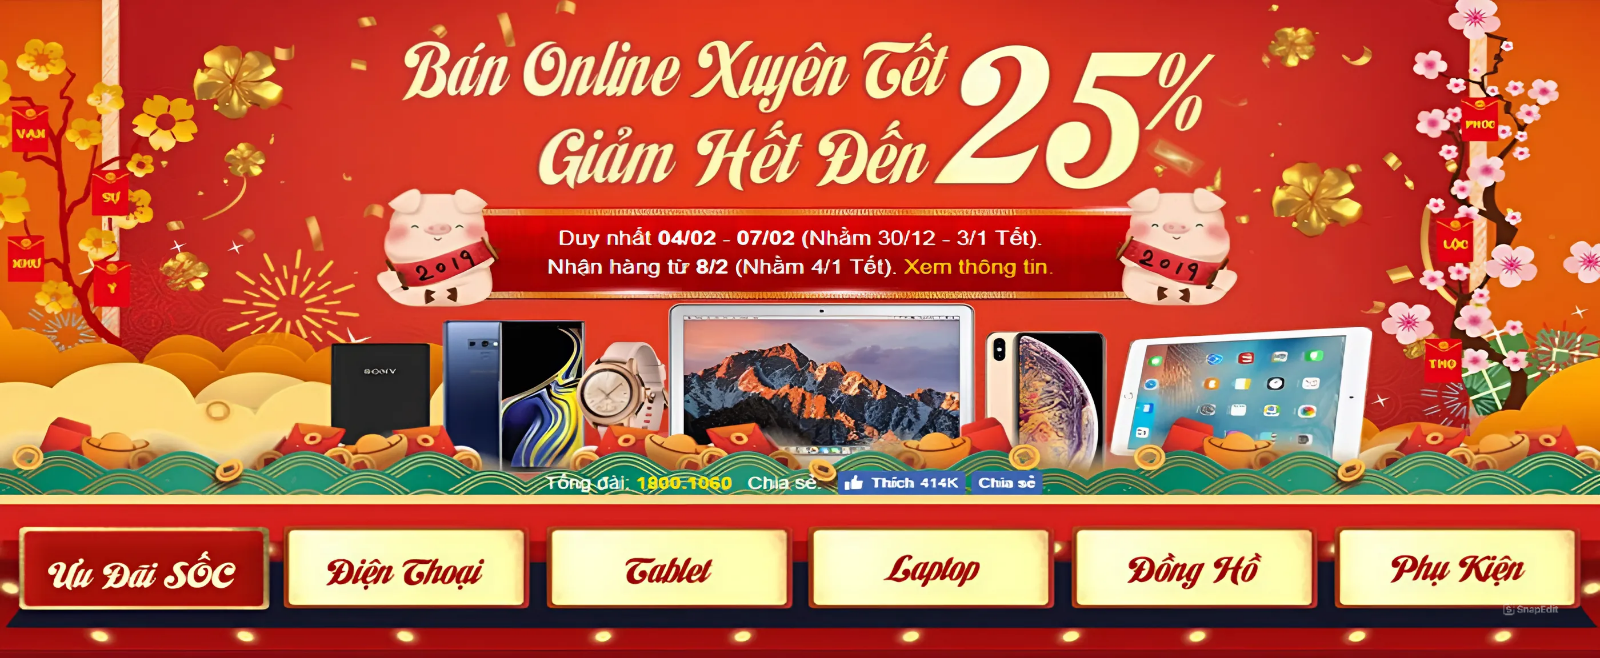 Bán Online Xuyên Tết
Giảm Hết Đến 25%
VẠN
SỰ
NHƯ
Ý
PHÚC
LỘC
THỌ
2019
2019
Duy nhất 04/02 - 07/02 (Nhằm 30/12 - 3/1 Tết).
Nhận hàng từ 8/2 (Nhằm 4/1 Tết). Xem thông tin.
SONY
Tổng đài: 1800.1060 Chia sẻ: Thích 414K Chia sẻ
Ưu Đãi SỐC
Điện Thoại
Tablet
Laptop
Đồng Hồ
Phụ Kiện
SnapEdit